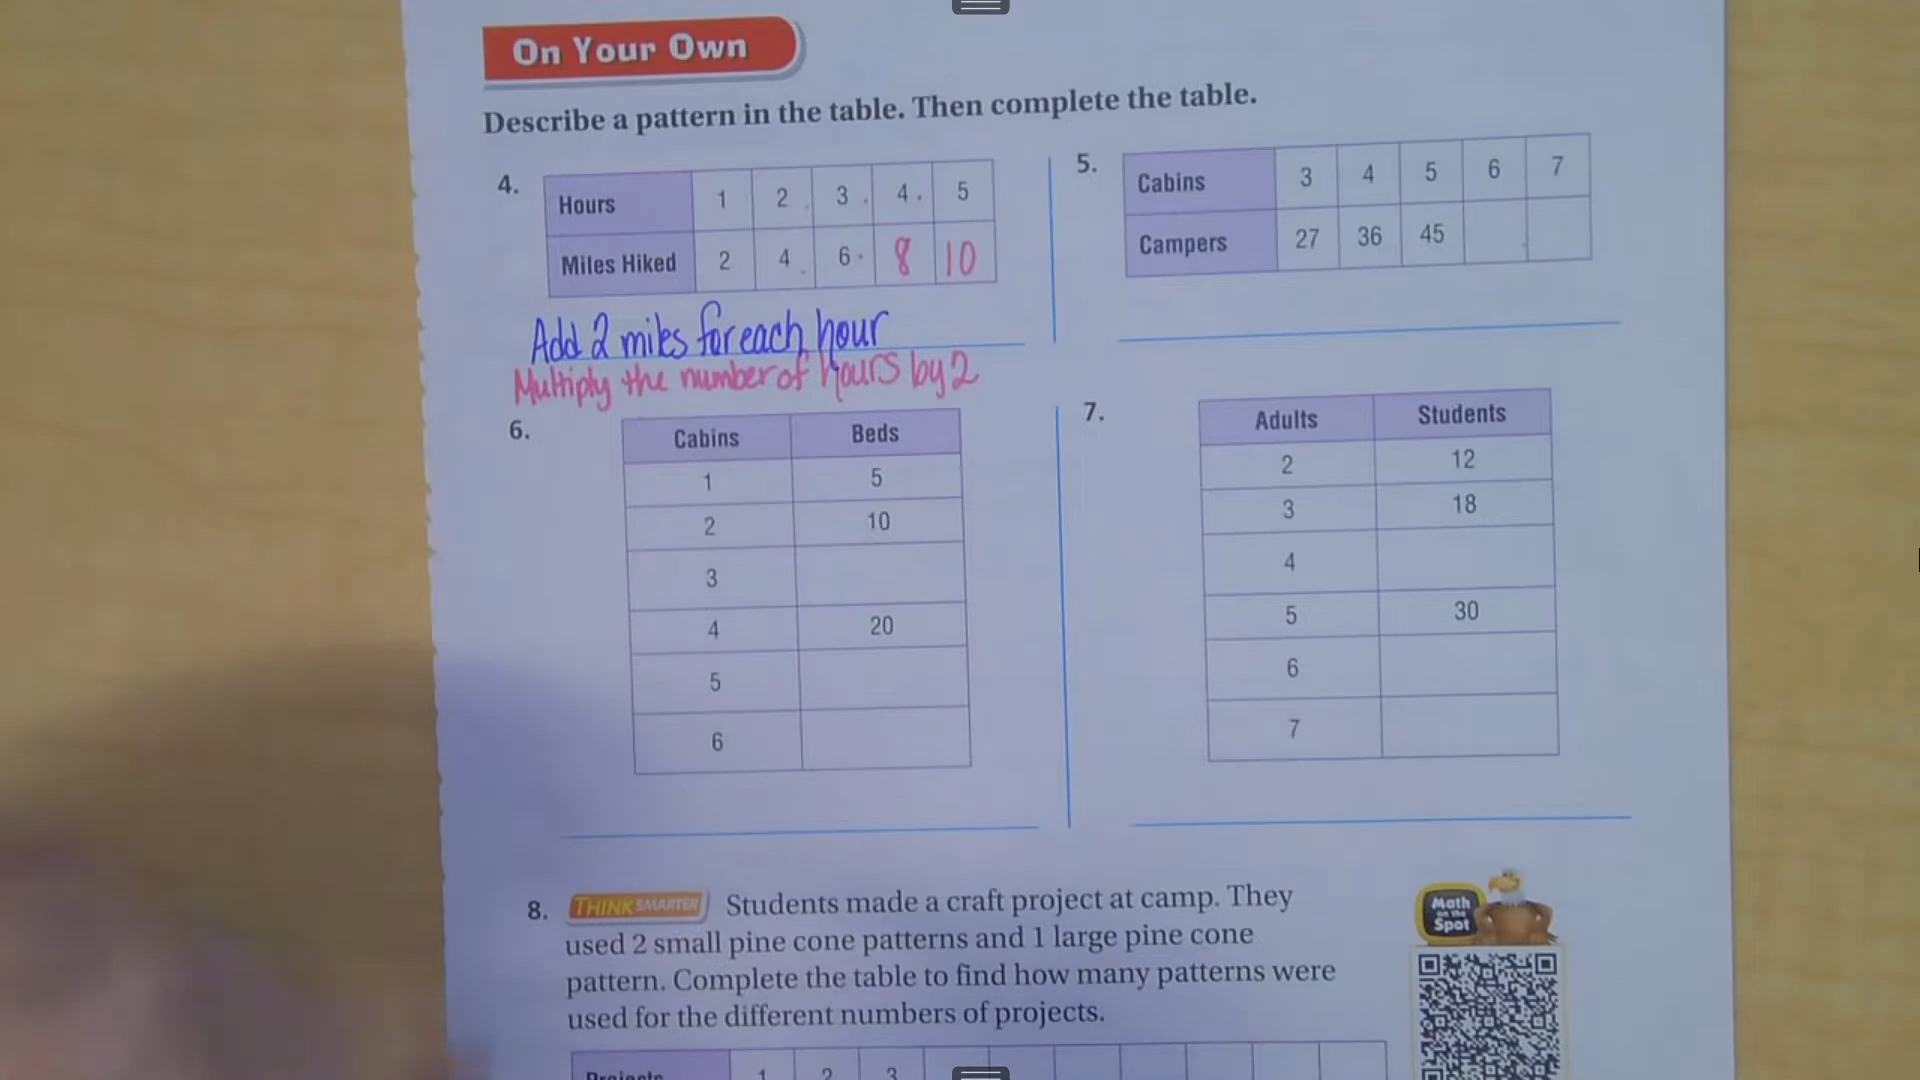 On Your Own
Describe a pattern in the table. Then complete the table.
4.
Hours 1 2 3 4 5
Miles Hiked 2 4 6 8 10
Add 2 miles for each hour
Multiply the number of hours by 2
5.
Cabins 3 4 5 6 7
Campers 27 36 45
6.
Cabins Beds
1 5
2 10
3
4 20
5
6
7.
Adults Students
2 12
3 18
4
5 30
6
7
8. THINK SMARTER Students made a craft project at camp. They
used 2 small pine cone patterns and 1 large pine cone
pattern. Complete the table to find how many patterns were
used for the different numbers of projects.
Math
on the
Spot
Projects 1 2 3